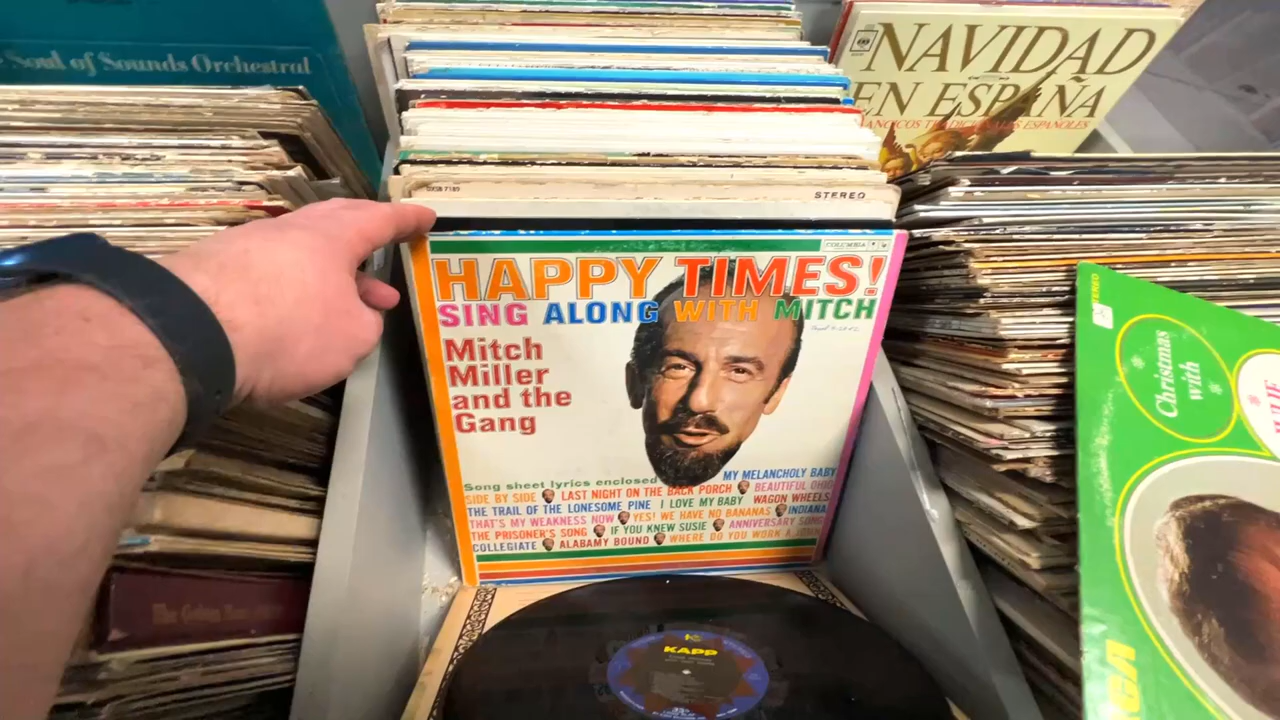 Soul of Sounds Orchestral
NAVIDAD
EN ESPAÑA
VILLANCICOS TRADICIONALES ESPAÑOLES
STEREO
COLUMBIA
HAPPY TIMES!
SING ALONG WITH MITCH
Mitch
Miller
and the
Gang
Song sheet lyrics enclosed
MY MELANCHOLY BABY
SIDE BY SIDE LAST NIGHT ON THE BACK PORCH BEAUTIFUL OHIO
THE TRAIL OF THE LONESOME PINE I LOVE MY BABY WAGON WHEELS
THAT'S MY WEAKNESS NOW YES! WE HAVE NO BANANAS INDIANA
THE PRISONER'S SONG IF YOU KNEW SUSIE ANNIVERSARY SONG
COLLEGIATE ALABAMY BOUND WHERE DO YOU WORK A JOHN
KAPP
STEREO
Christmas
with
RCA